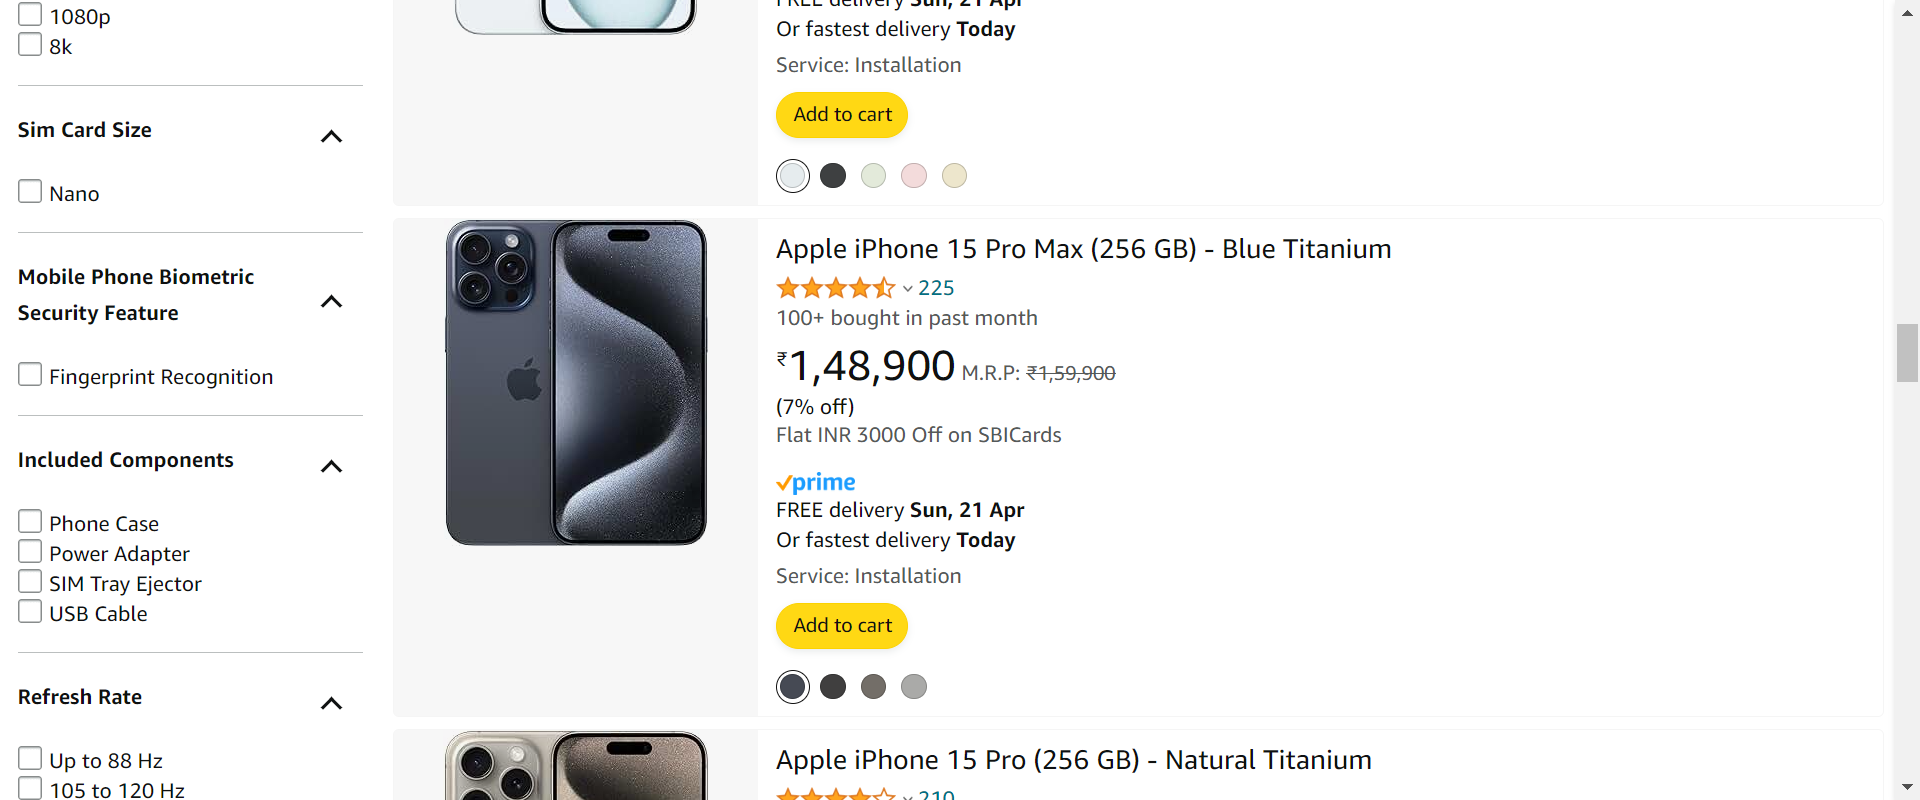 1080p
8k
Sim Card Size
Nano
Mobile Phone Biometric
Security Feature
Fingerprint Recognition
Included Components
Phone Case
Power Adapter
SIM Tray Ejector
USB Cable
Refresh Rate
Up to 88 Hz
105 to 120 Hz
FREE delivery Sun, 21 Apr
Or fastest delivery Today
Service: Installation
Add to cart
Apple iPhone 15 Pro Max (256 GB) - Blue Titanium
225
100+ bought in past month
₹1,48,900 M.R.P: ₹1,59,900
(7% off)
Flat INR 3000 Off on SBICards
prime
FREE delivery Sun, 21 Apr
Or fastest delivery Today
Service: Installation
Add to cart
Apple iPhone 15 Pro (256 GB) - Natural Titanium
210